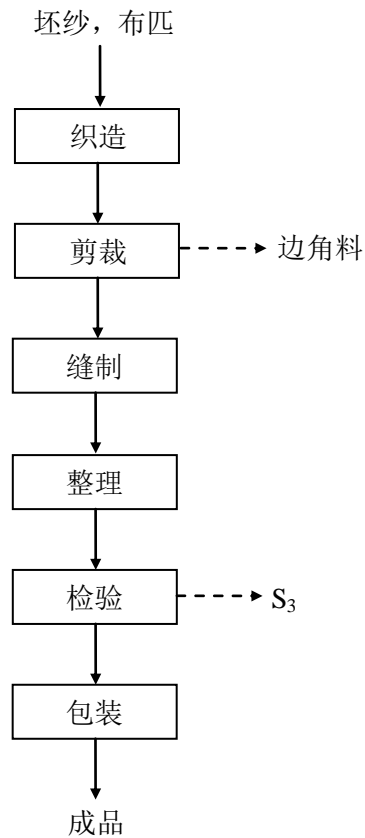 坯纱，布匹
织造
剪裁
边角料
缝制
整理
检验
S₃
包装
成品